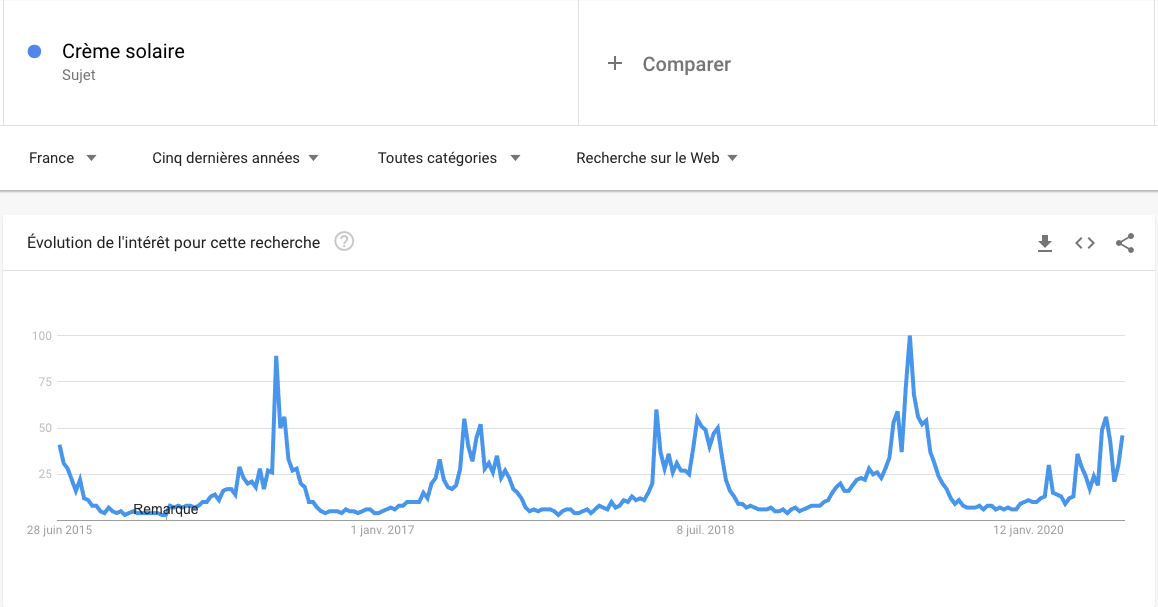 Crème solaire
Sujet
+ Comparer
France
Cinq dernières années
Toutes catégories
Recherche sur le Web
Évolution de l'intérêt pour cette recherche
?
100
75
50
25
Remarque
28 juin 2015
1 janv. 2017
8 juil. 2018
12 janv. 2020